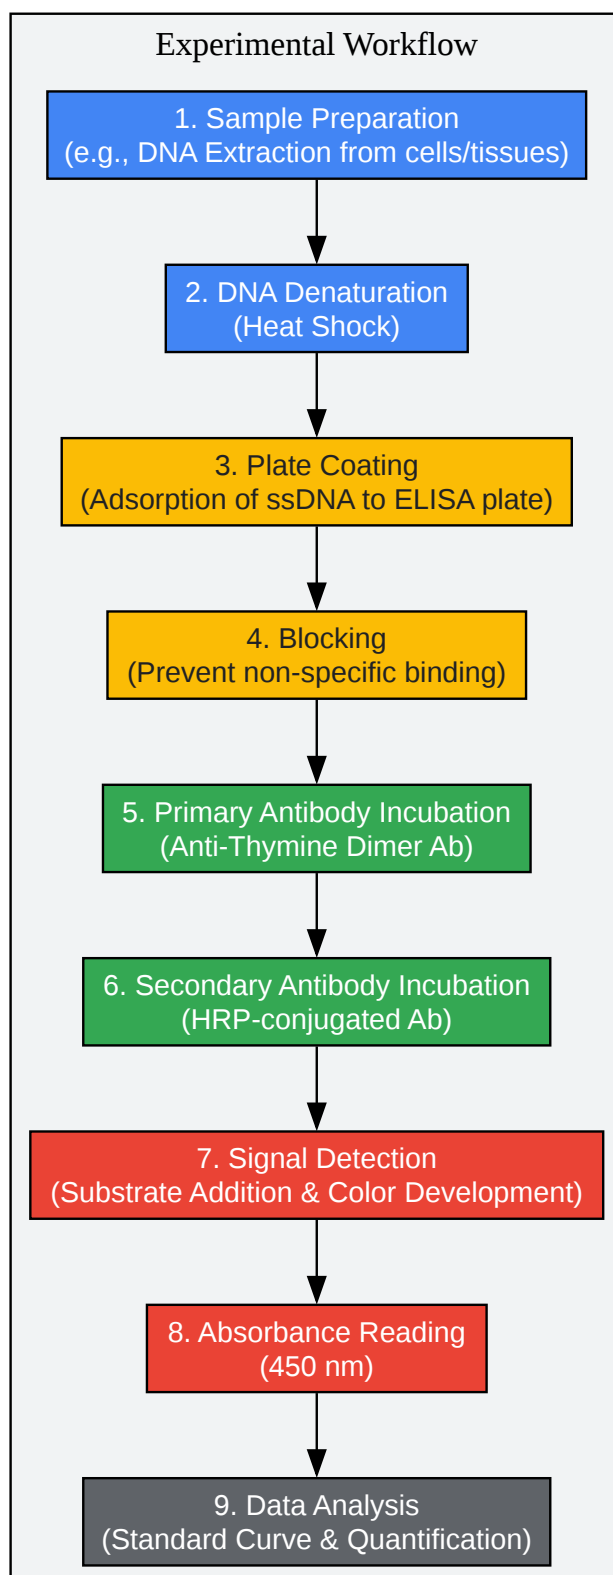 Experimental Workflow
1. Sample Preparation
(e.g., DNA Extraction from cells/tissues)
2. DNA Denaturation
(Heat Shock)
3. Plate Coating
(Adsorption of ssDNA to ELISA plate)
4. Blocking
(Prevent non-specific binding)
5. Primary Antibody Incubation
(Anti-Thymine Dimer Ab)
6. Secondary Antibody Incubation
(HRP-conjugated Ab)
7. Signal Detection
(Substrate Addition & Color Development)
8. Absorbance Reading
(450 nm)
9. Data Analysis
(Standard Curve & Quantification)